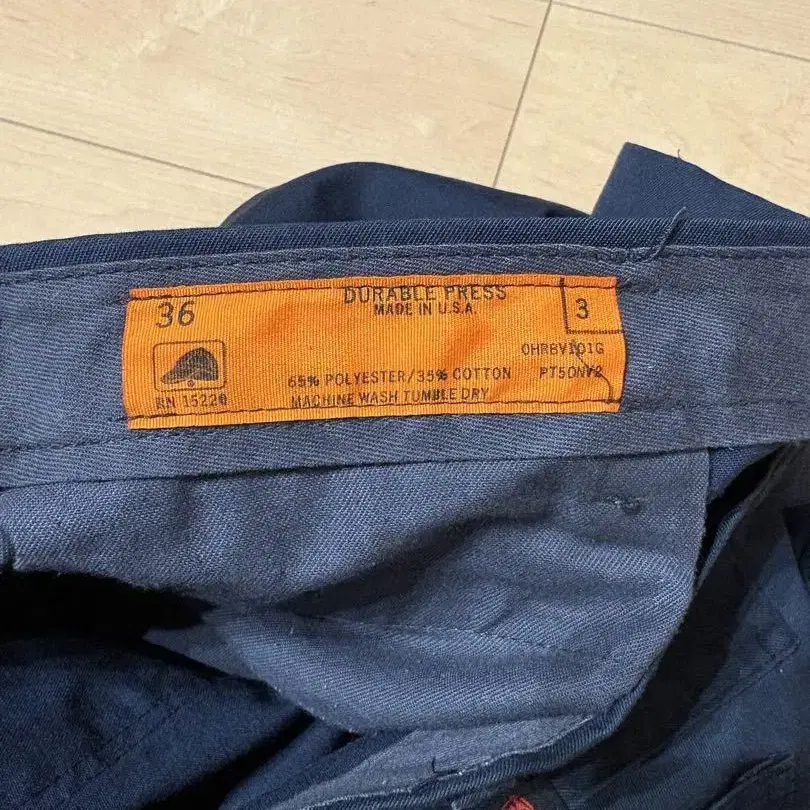 36
DURABLE PRESS
MADE IN U.S.A.
3
OHRBV101G
65% POLYESTER/35% COTTON PT50NV2
RN 15220 MACHINE WASH TUMBLE DRY